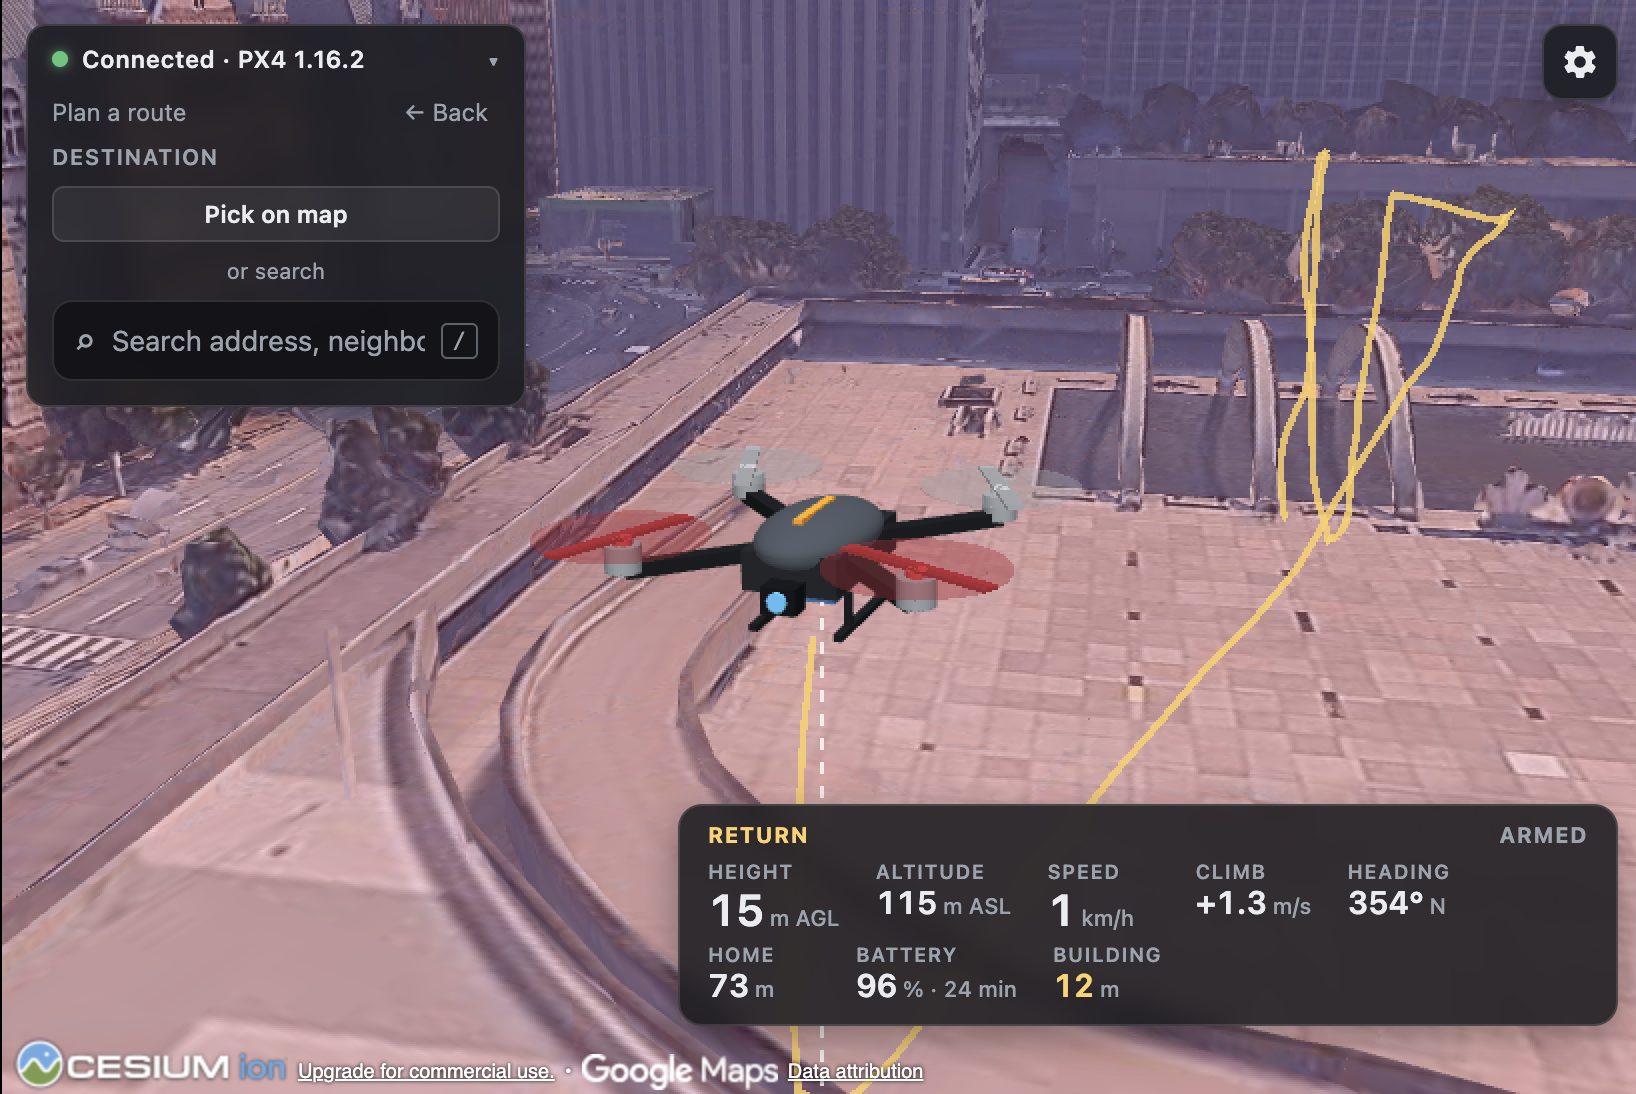 Connected · PX4 1.16.2 ▾
Plan a route ← Back
DESTINATION
Pick on map
or search
Search address, neighbo /
RETURN ARMED
HEIGHT ALTITUDE SPEED CLIMB HEADING
15 m AGL 115 m ASL 1 km/h +1.3 m/s 354° N
HOME BATTERY BUILDING
73 m 96 % · 24 min 12 m
CESIUM ion Upgrade for commercial use. • Google Maps Data attribution